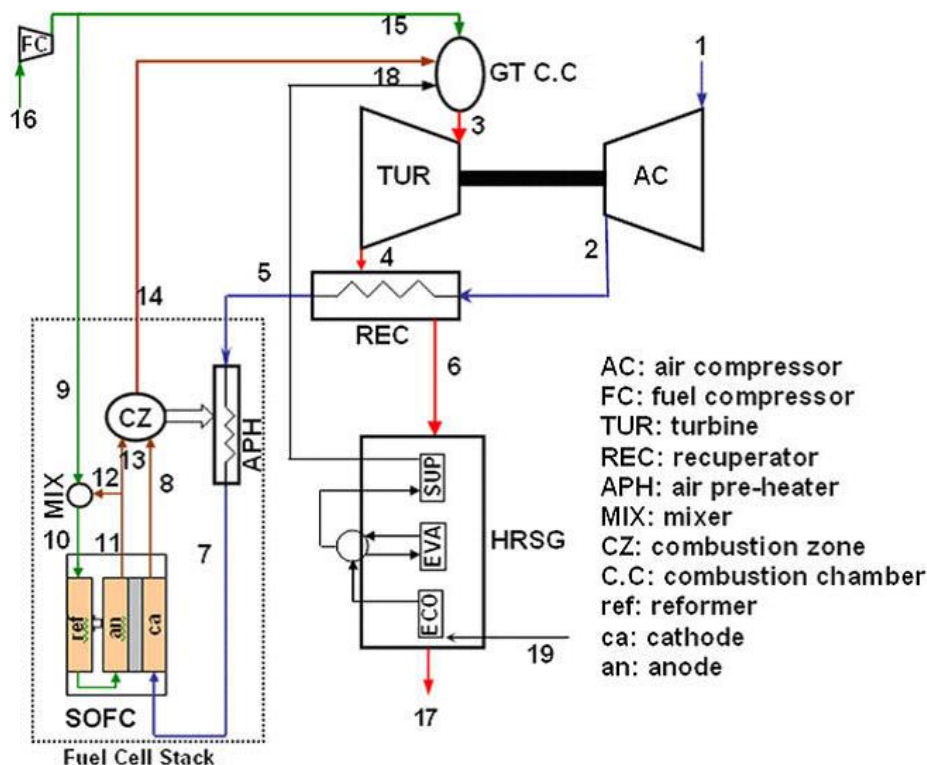 FC
15
1
16
18
GT C.C
3
TUR
AC
2
4
5
REC
14
6
9
CZ
APH
13
12
8
MIX
10
11
7
ref
an
ca
SOFC
Fuel Cell Stack
SUP
EVA
ECO
HRSG
19
17
AC: air compressor
FC: fuel compressor
TUR: turbine
REC: recuperator
APH: air pre-heater
MIX: mixer
CZ: combustion zone
C.C: combustion chamber
ref: reformer
ca: cathode
an: anode